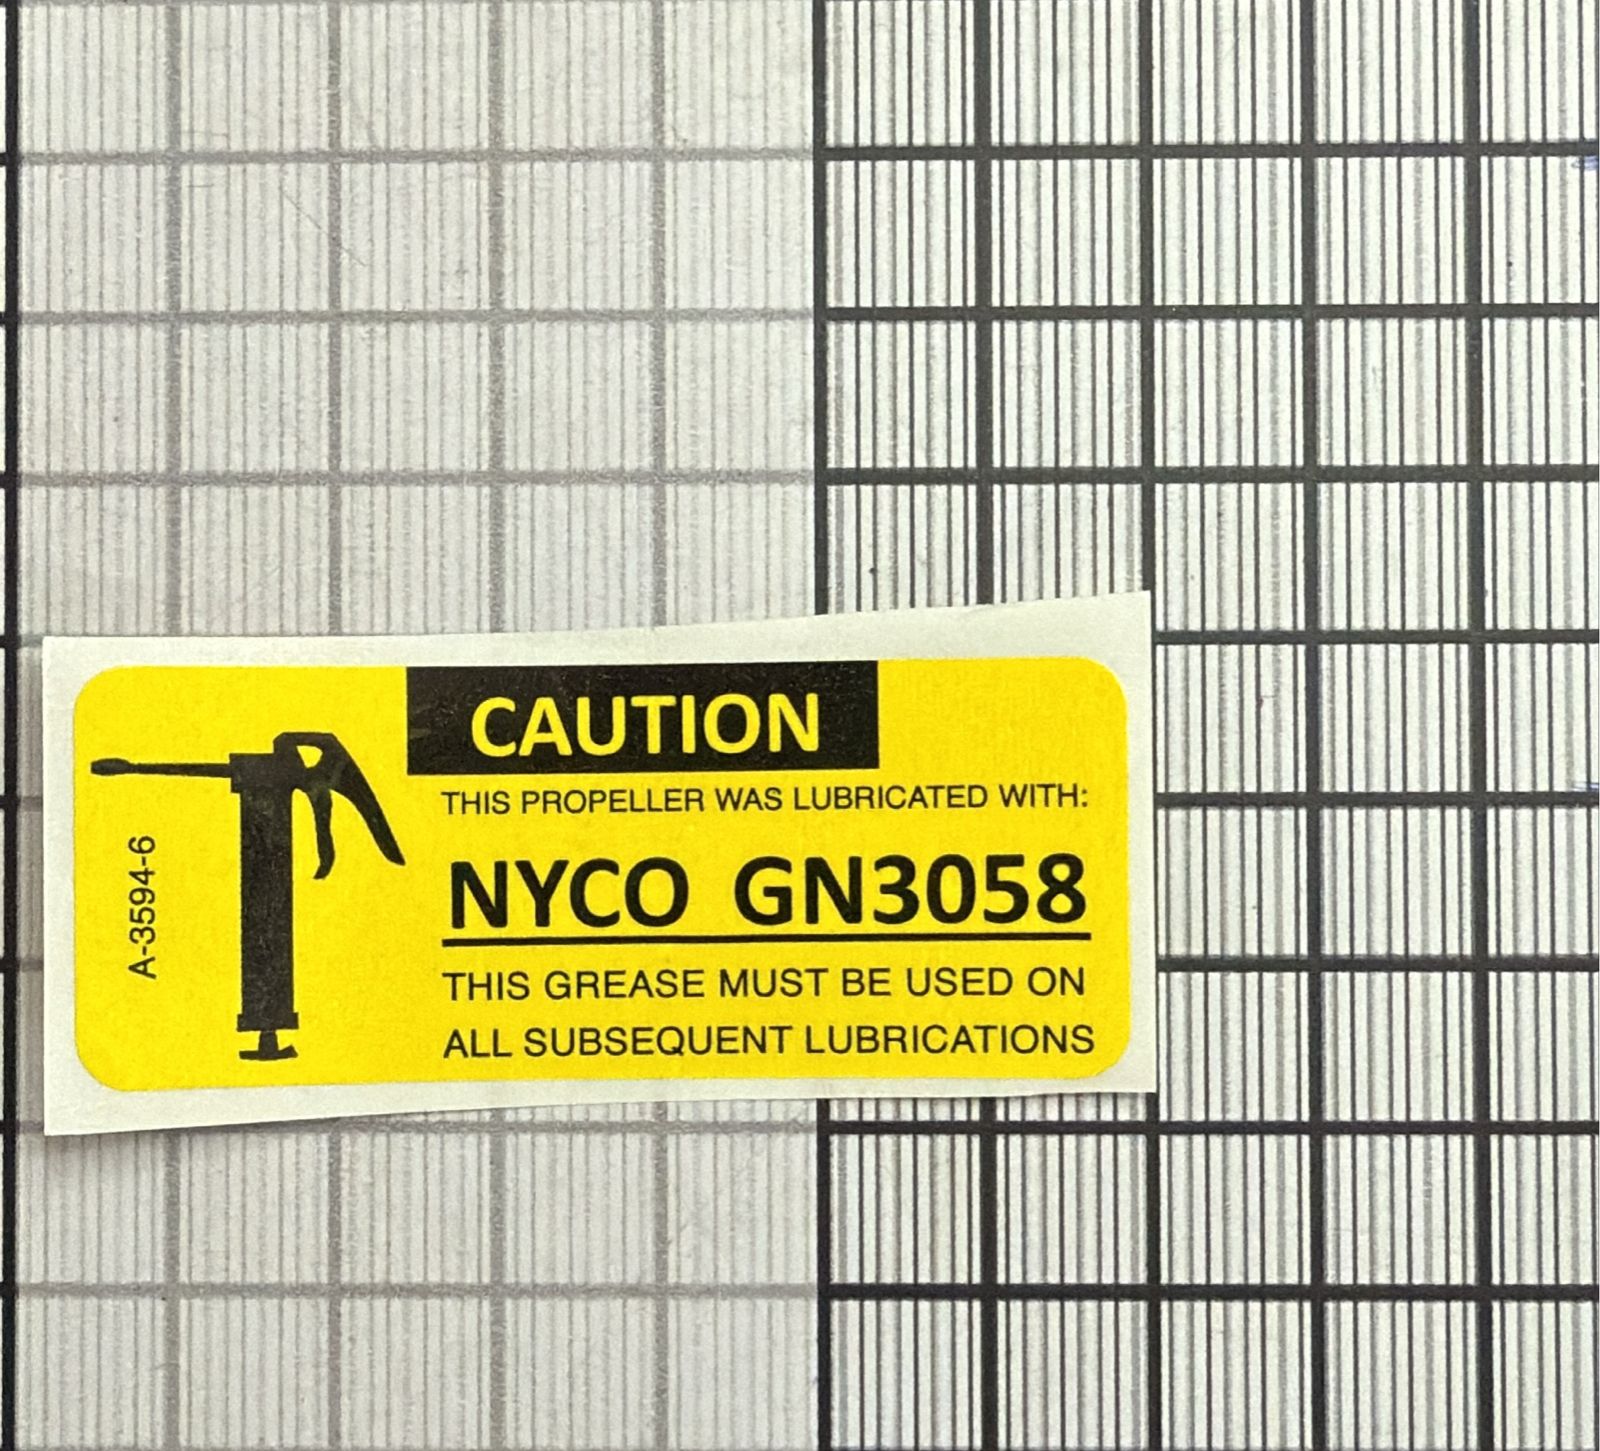 CAUTION
THIS PROPELLER WAS LUBRICATED WITH:
NYCO GN3058
THIS GREASE MUST BE USED ON
ALL SUBSEQUENT LUBRICATIONS
A-3594-6